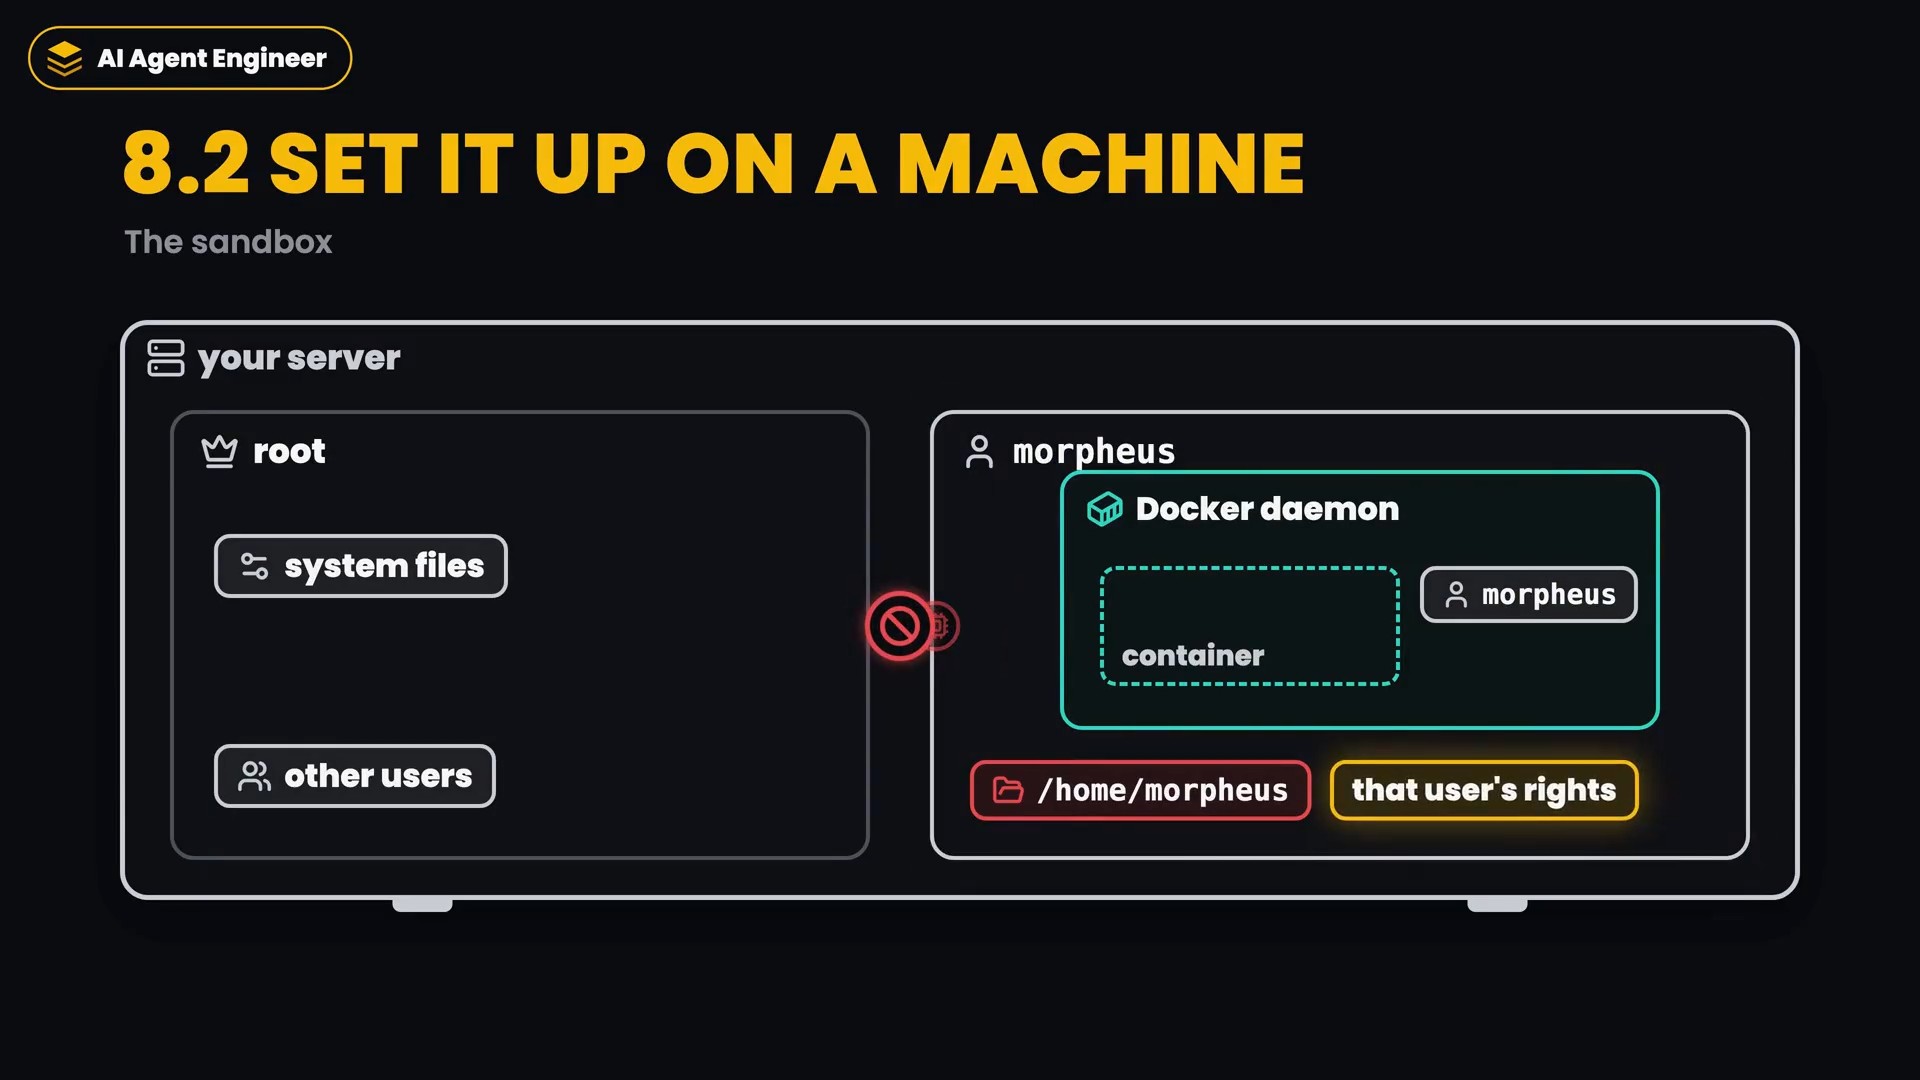 AI Agent Engineer
8.2 SET IT UP ON A MACHINE
The sandbox
your server
root
system files
other users
morpheus
Docker daemon
container
morpheus
/home/morpheus
that user's rights